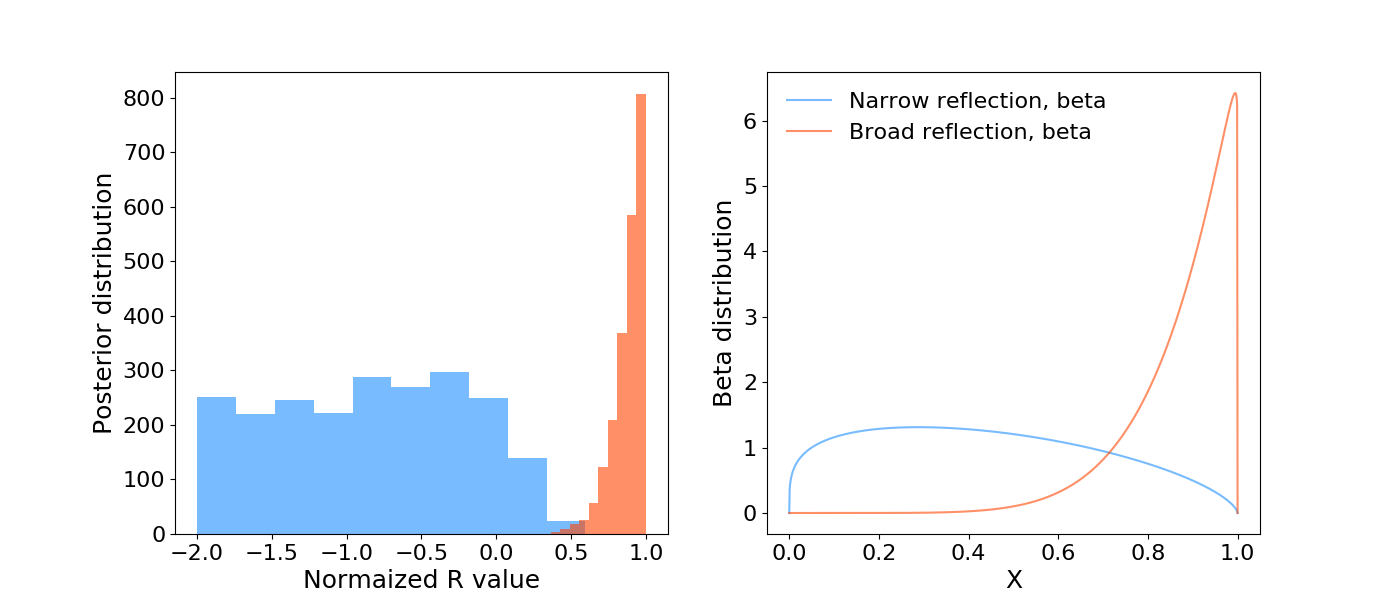 Posterior distribution
800
700
600
500
400
300
200
100
0
−2.0 −1.5 −1.0 −0.5 0.0 0.5 1.0
Normaized R value
Beta distribution
6
5
4
3
2
1
0
0.0 0.2 0.4 0.6 0.8 1.0
X
Narrow reflection, beta
Broad reflection, beta